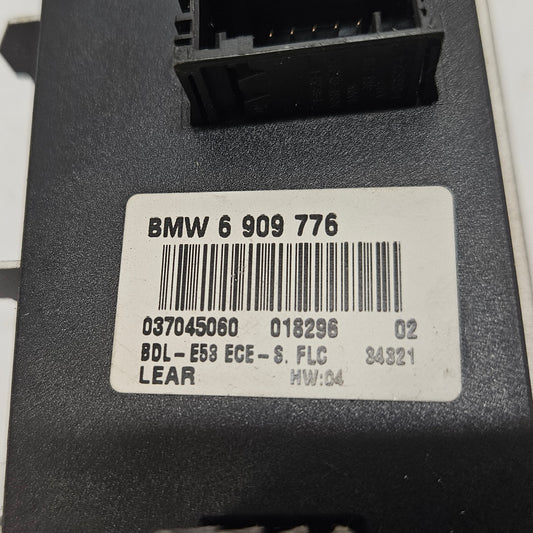 BMW 6 909 776
037045060 018296 02
BDL-E53 ECE-S. FLC 34321
LEAR HW:04